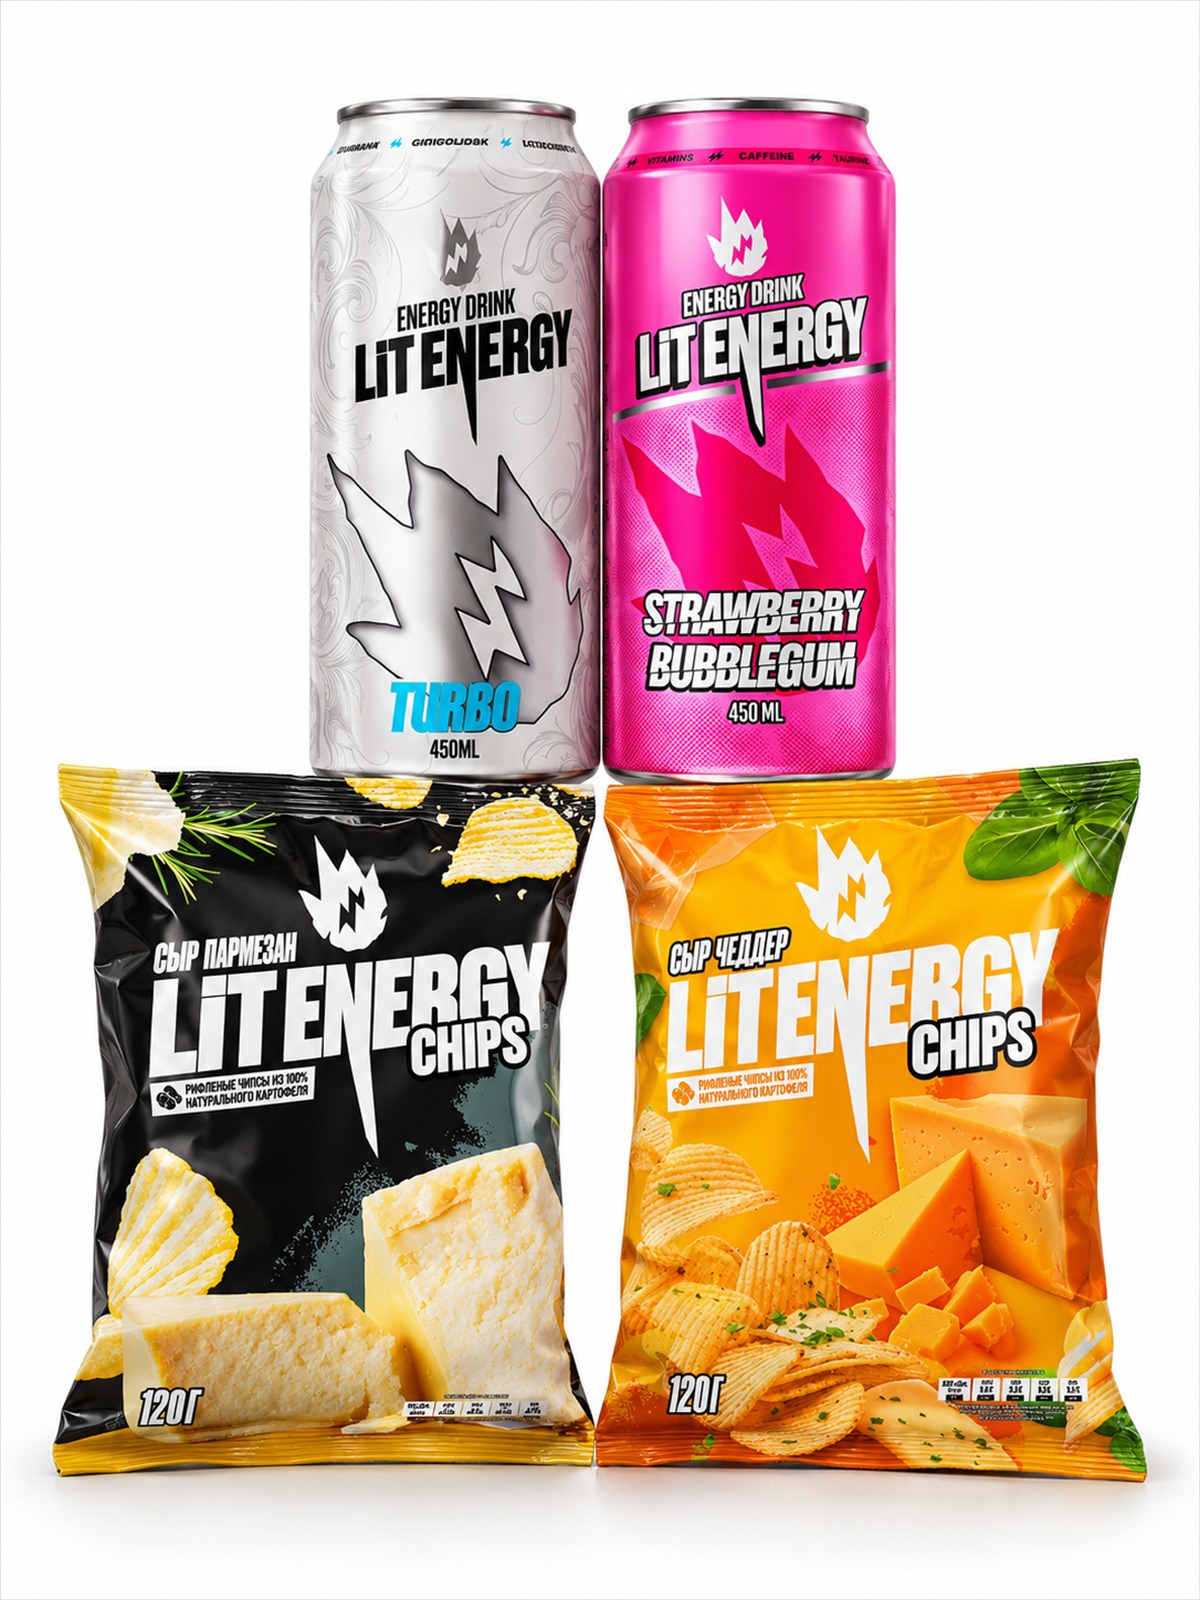 VITAMINS CAFFEINE TAURINE
ENERGY DRINK
LIT ENERGY
TURBO
450ML
ENERGY DRINK
LIT ENERGY
STRAWBERRY
BUBBLEGUM
450 ML
СЫР ПАРМЕЗАН
LIT ENERGY
CHIPS
РИФЛЕНЫЕ ЧИПСЫ ИЗ 100%
НАТУРАЛЬНОГО КАРТОФЕЛЯ
120Г
СЫР ЧЕДДЕР
LIT ENERGY
CHIPS
РИФЛЕНЫЕ ЧИПСЫ ИЗ 100%
НАТУРАЛЬНОГО КАРТОФЕЛЯ
120Г